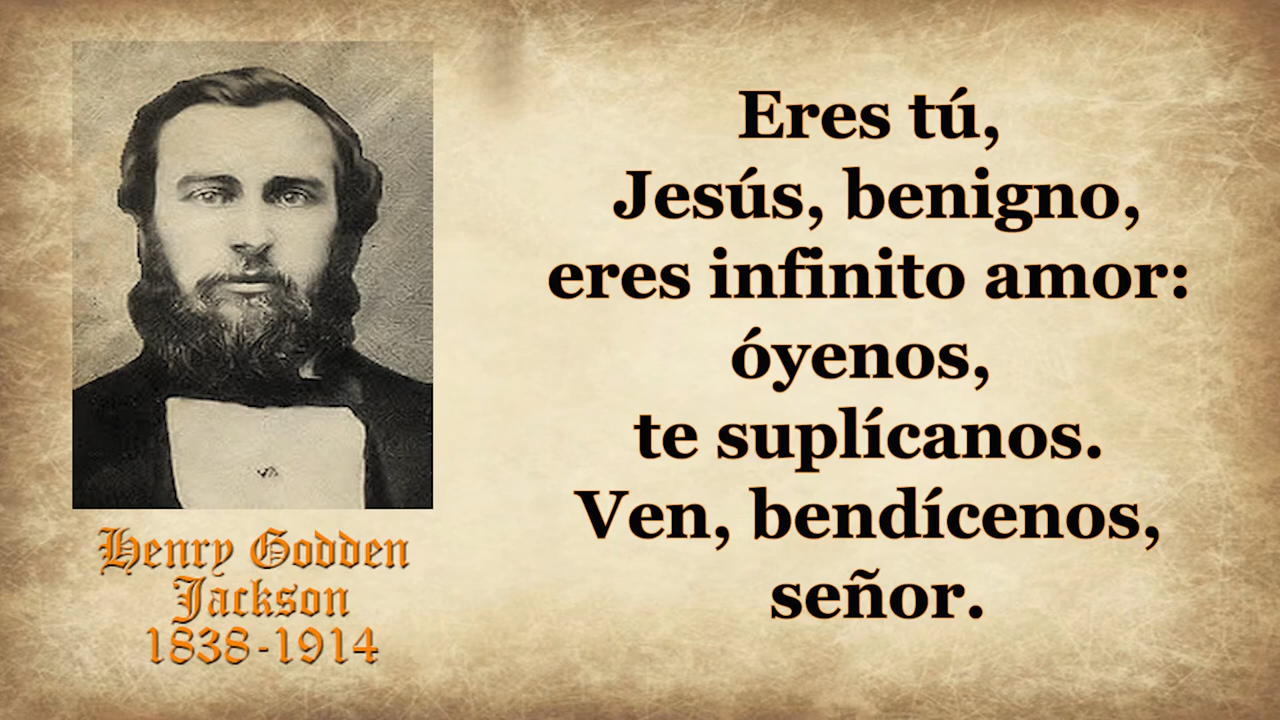 Henry Godden
Jackson
1838-1914
Eres tú,
Jesús, benigno,
eres infinito amor:
óyenos,
te suplícanos.
Ven, bendícenos,
señor.